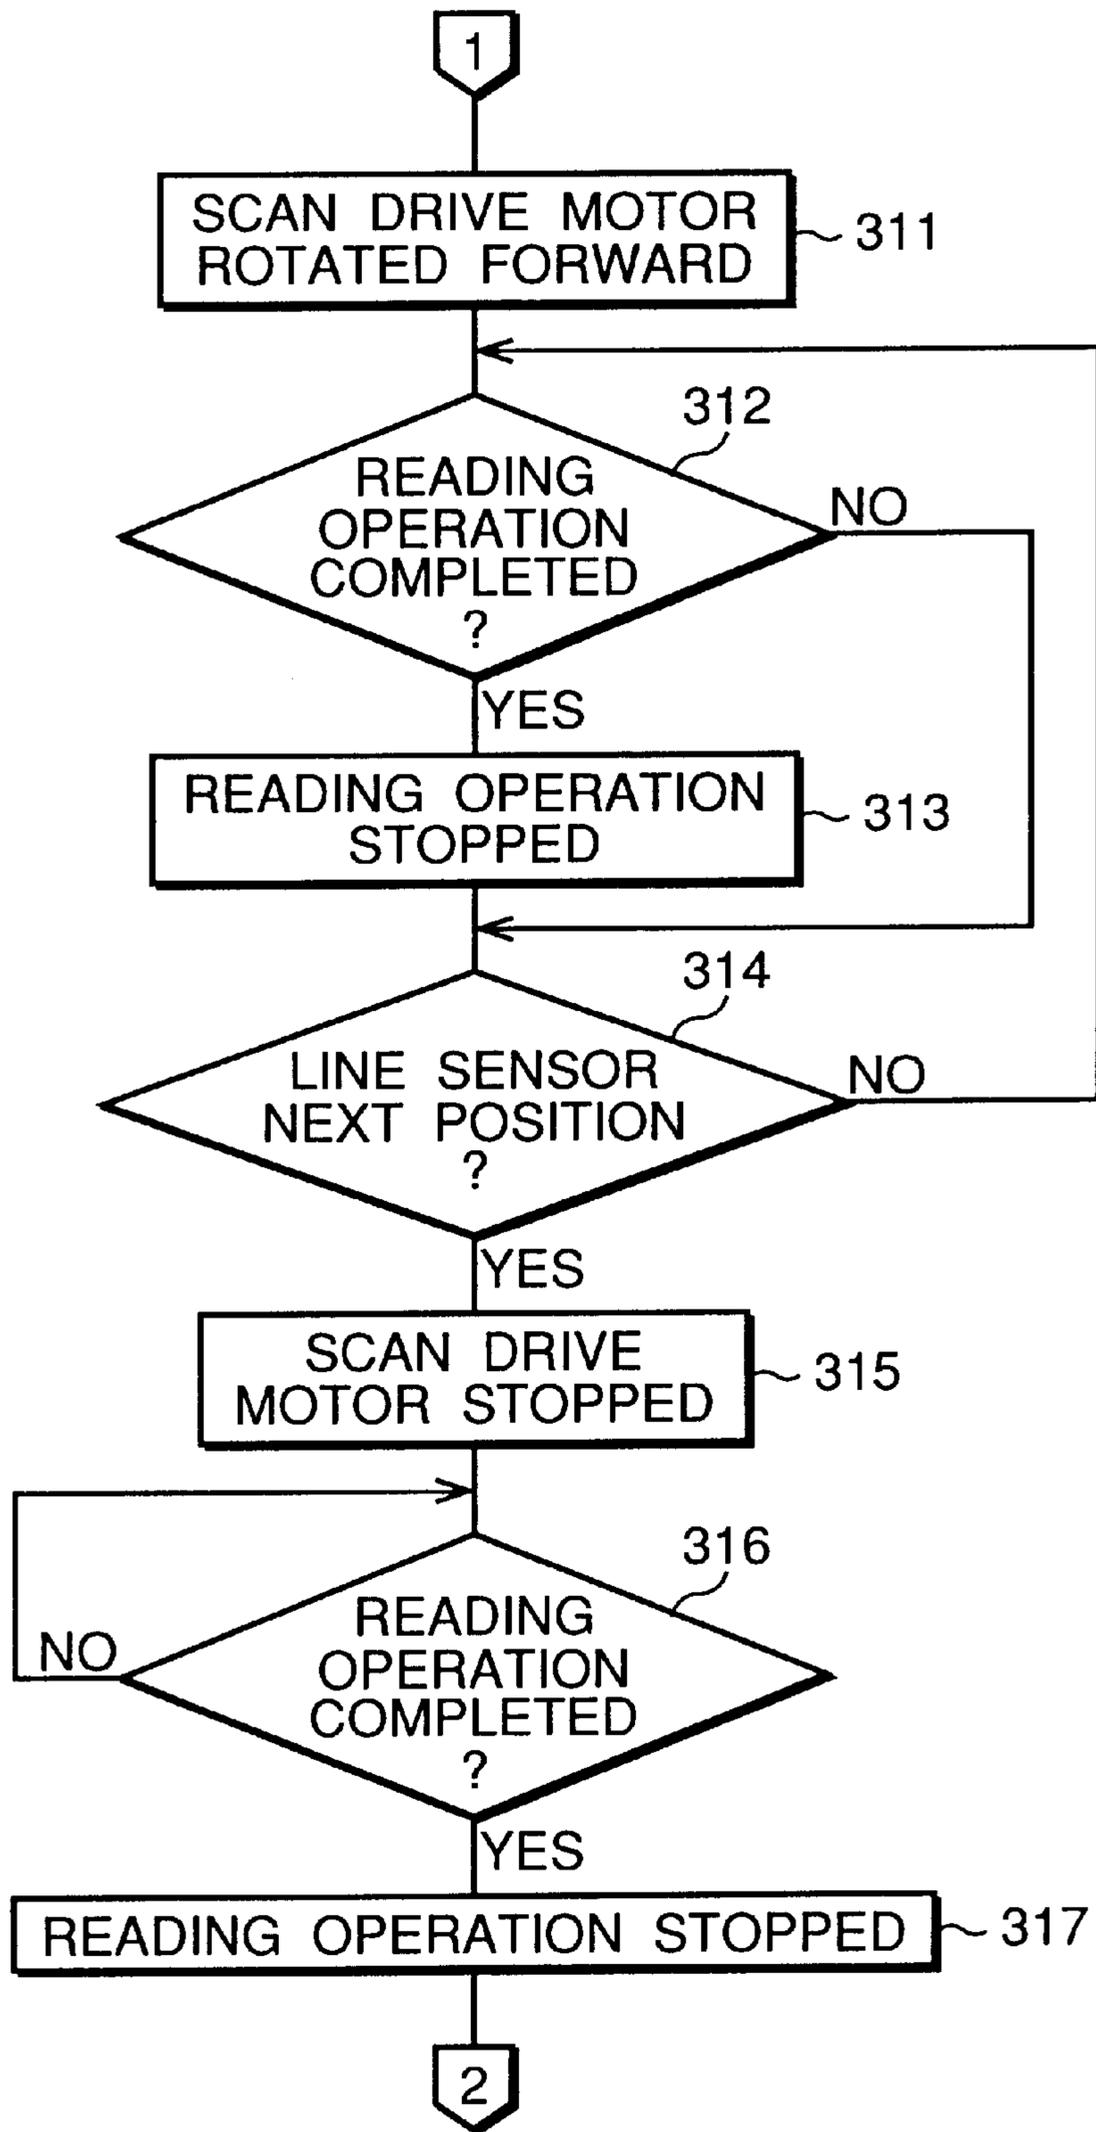 1
SCAN DRIVE MOTOR
ROTATED FORWARD
311
312
READING
OPERATION
COMPLETED
?
NO
YES
READING OPERATION
STOPPED
313
314
LINE SENSOR
NEXT POSITION
?
NO
YES
SCAN DRIVE
MOTOR STOPPED
315
316
READING
OPERATION
COMPLETED
?
NO
YES
READING OPERATION STOPPED
317
2